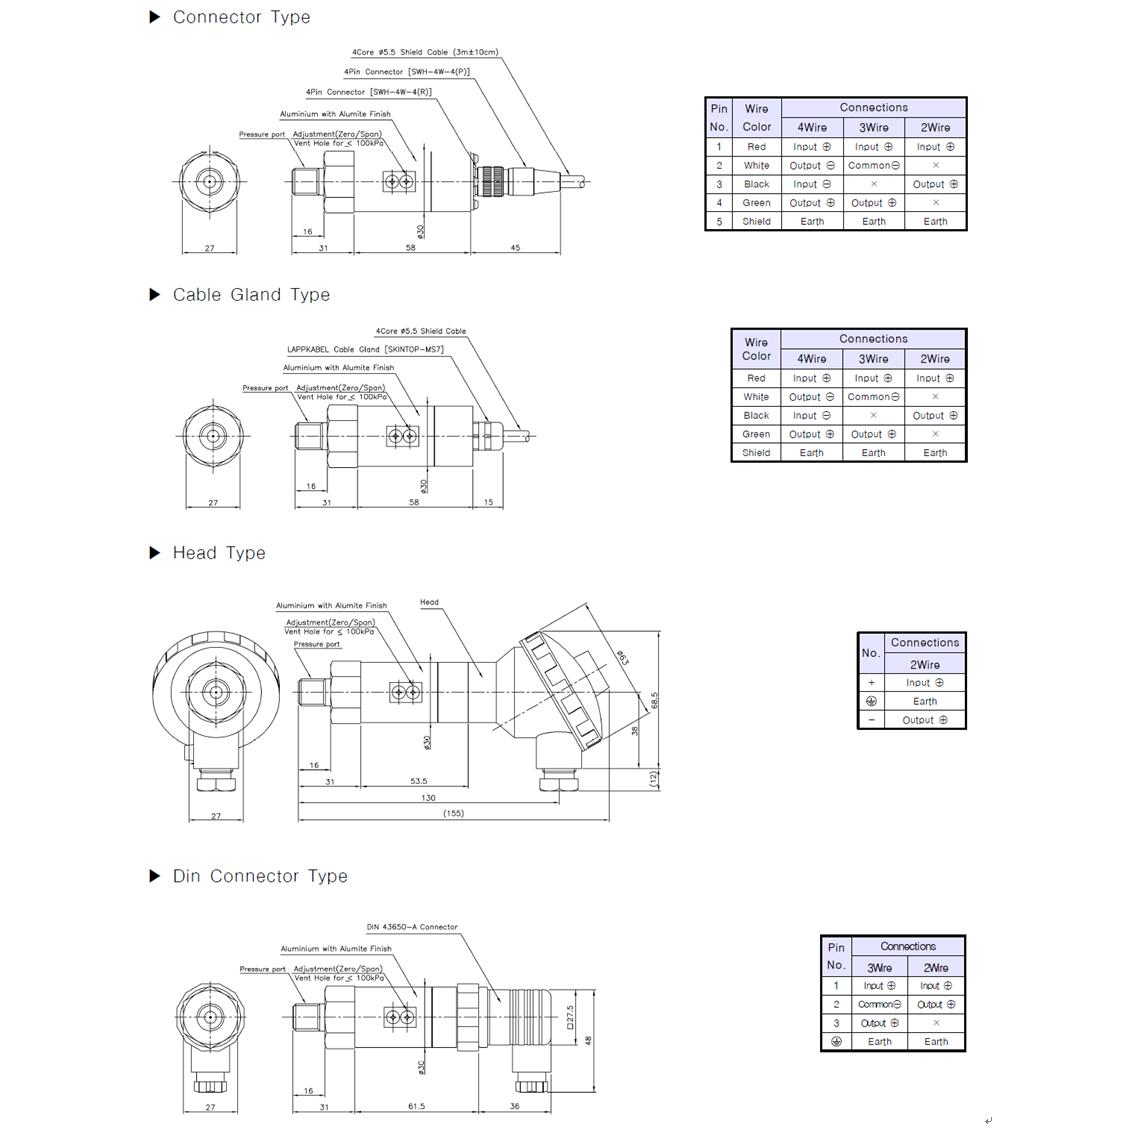 ▶ Connector Type
4Core ø5.5 Shield Cable (3m±10cm)
4Pin Connector [SWH-4W-4(P)]
4Pin Connector [SWH-4W-4(R)]
Aluminium with Alumite Finish
Pressure port Adjustment(Zero/Span)
Vent Hole for ≤ 100kPa
16
ø30
27
31
58
45
Pin No. Wire Color Connections
4Wire 3Wire 2Wire
1 Red Input ⊕ Input ⊕ Input ⊕
2 White Output ⊖ Common⊖ ×
3 Black Input ⊖ × Output ⊕
4 Green Output ⊕ Output ⊕ ×
5 Shield Earth Earth Earth
▶ Cable Gland Type
4Core ø5.5 Shield Cable
LAPPKABEL Cable Gland [SKINTOP-MS7]
Aluminium with Alumite Finish
Pressure port Adjustment(Zero/Span)
Vent Hole for ≤ 100kPa
16
ø30
27
31
58
15
Wire Color Connections
4Wire 3Wire 2Wire
Red Input ⊕ Input ⊕ Input ⊕
White Output ⊖ Common⊖ ×
Black Input ⊖ × Output ⊕
Green Output ⊕ Output ⊕ ×
Shield Earth Earth Earth
▶ Head Type
Aluminium with Alumite Finish
Head
Adjustment(Zero/Span)
Vent Hole for ≤ 100kPa
Pressure port
ø63
68.5
38
(12)
ø30
16
31
53.5
130
(155)
27
No. Connections
2Wire
+ Input ⊕
⏚ Earth
− Output ⊕
▶ Din Connector Type
DIN 43650-A Connector
Aluminium with Alumite Finish
Pressure port Adjustment(Zero/Span)
Vent Hole for ≤ 100kPa
□27.5
48
ø30
16
27
31
61.5
36
Pin No. Connections
3Wire 2Wire
1 Input ⊕ Input ⊕
2 Common⊖ Output ⊕
3 Output ⊕ ×
⏚ Earth Earth
↵